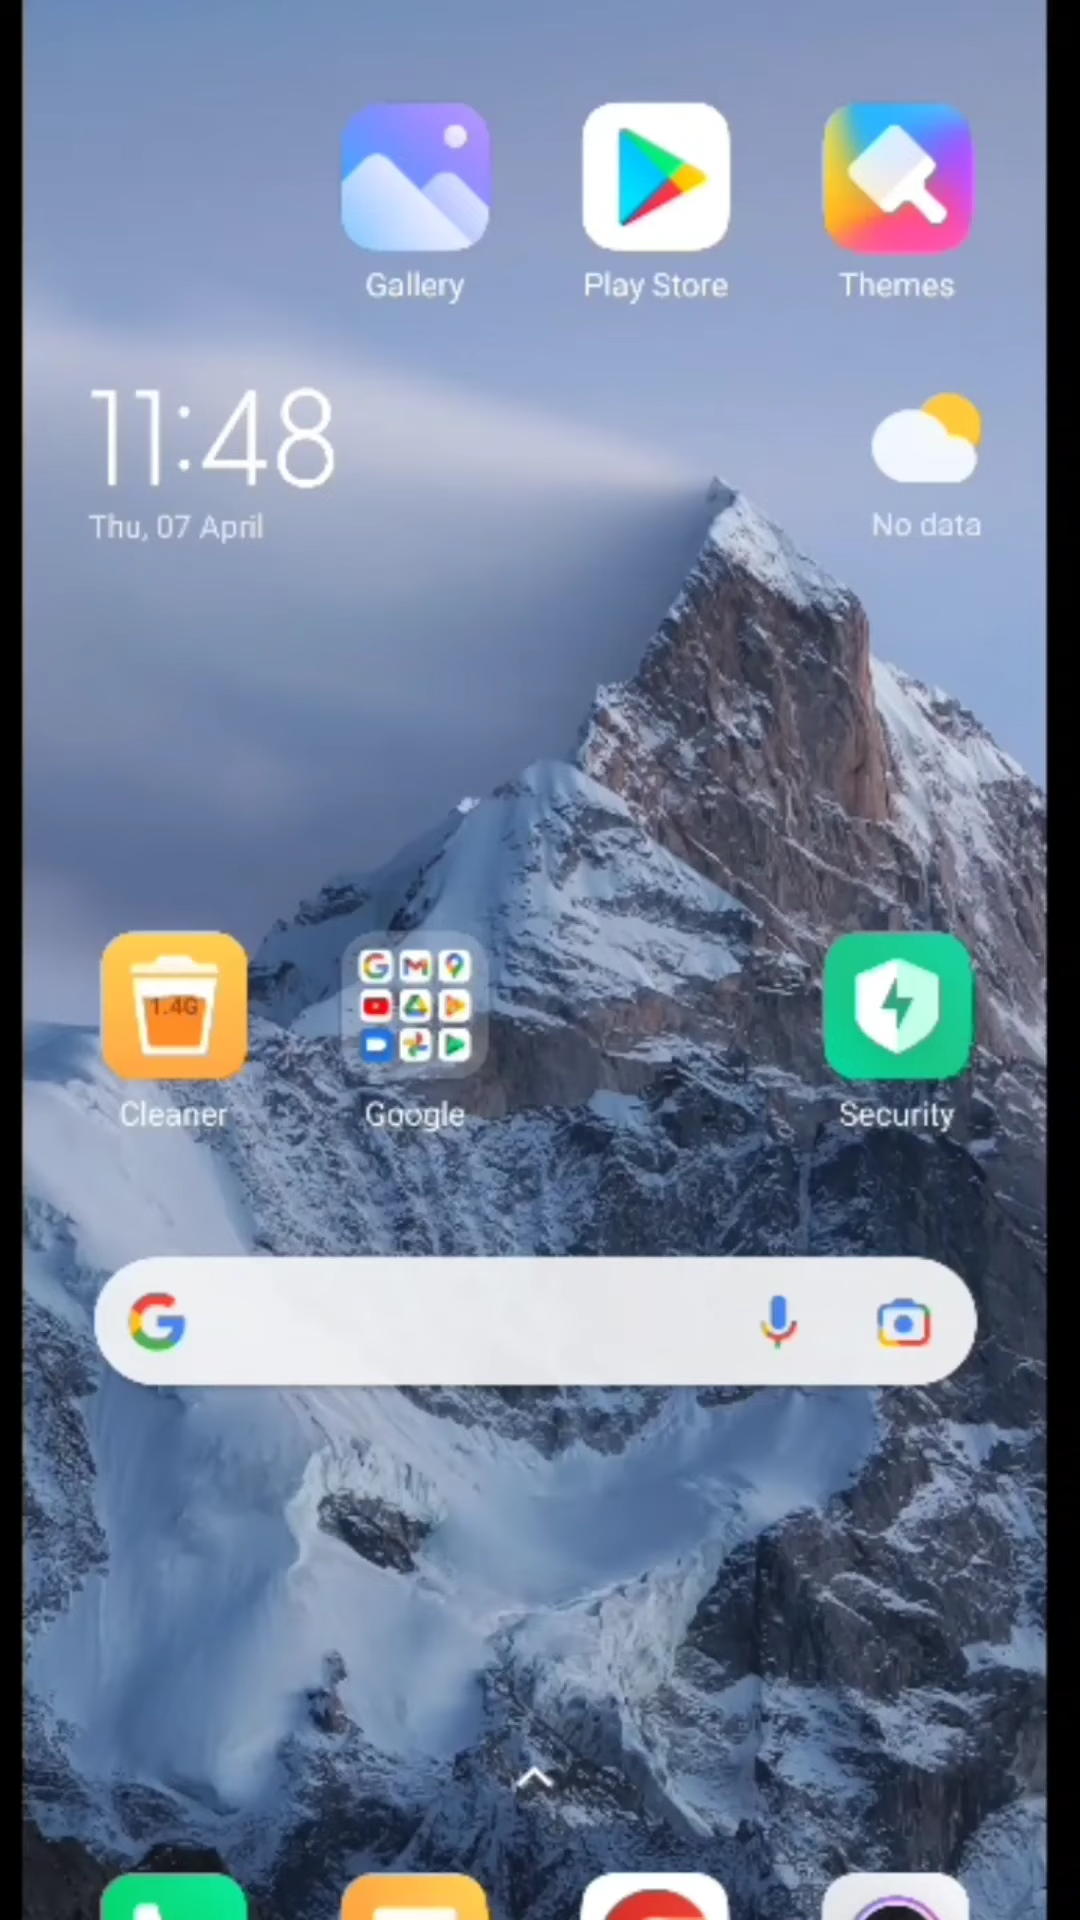 Gallery
Play Store
Themes
11:48
Thu, 07 April
No data
1.4G
Cleaner
Google
Security